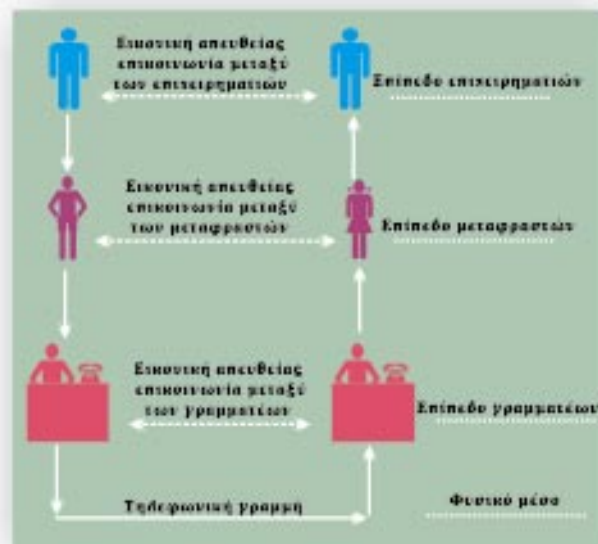 Εικονική απευθείας
επικοινωνία μεταξύ
των επιχειρηματιών
Επίπεδο επιχειρηματιών
Εικονική απευθείας
επικοινωνία μεταξύ
των μεταφραστών
Επίπεδο μεταφραστών
Εικονική απευθείας
επικοινωνία μεταξύ
των γραμματέων
Επίπεδο γραμματέων
Τηλεφωνική γραμμή
Φυσικό μέσο